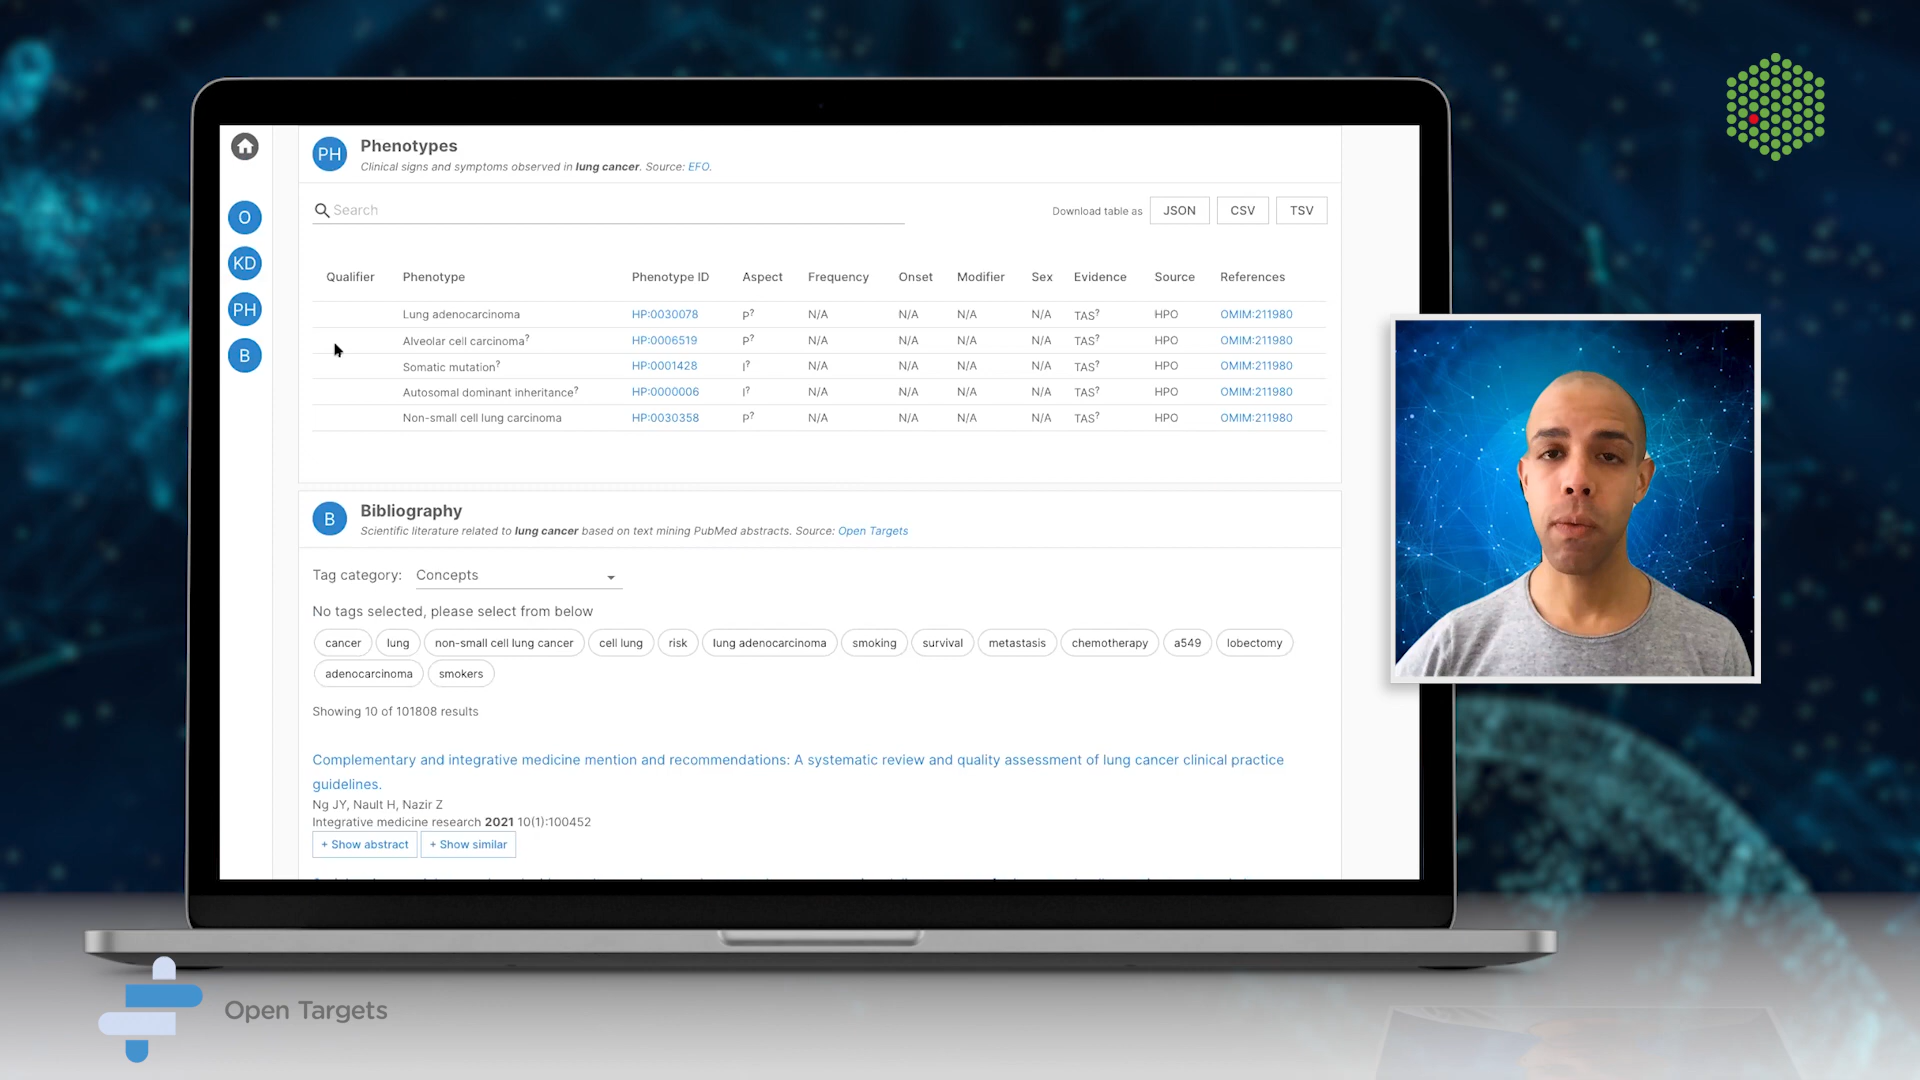 PH Phenotypes
Clinical signs and symptoms observed in lung cancer. Source: EFO.
Search
Download table as JSON CSV TSV
O
KD
PH
B
Qualifier Phenotype Phenotype ID Aspect Frequency Onset Modifier Sex Evidence Source References
Lung adenocarcinoma HP:0030078 P? N/A N/A N/A N/A TAS? HPO OMIM:211980
Alveolar cell carcinoma? HP:0006519 P? N/A N/A N/A N/A TAS? HPO OMIM:211980
Somatic mutation? HP:0001428 I? N/A N/A N/A N/A TAS? HPO OMIM:211980
Autosomal dominant inheritance? HP:0000006 I? N/A N/A N/A N/A TAS? HPO OMIM:211980
Non-small cell lung carcinoma HP:0030358 P? N/A N/A N/A N/A TAS? HPO OMIM:211980
B Bibliography
Scientific literature related to lung cancer based on text mining PubMed abstracts. Source: Open Targets
Tag category: Concepts
No tags selected, please select from below
cancer lung non-small cell lung cancer cell lung risk lung adenocarcinoma smoking survival metastasis chemotherapy a549 lobectomy
adenocarcinoma smokers
Showing 10 of 101808 results
Complementary and integrative medicine mention and recommendations: A systematic review and quality assessment of lung cancer clinical practice
guidelines.
Ng JY, Nault H, Nazir Z
Integrative medicine research 2021 10(1):100452
+ Show abstract + Show similar
Open Targets